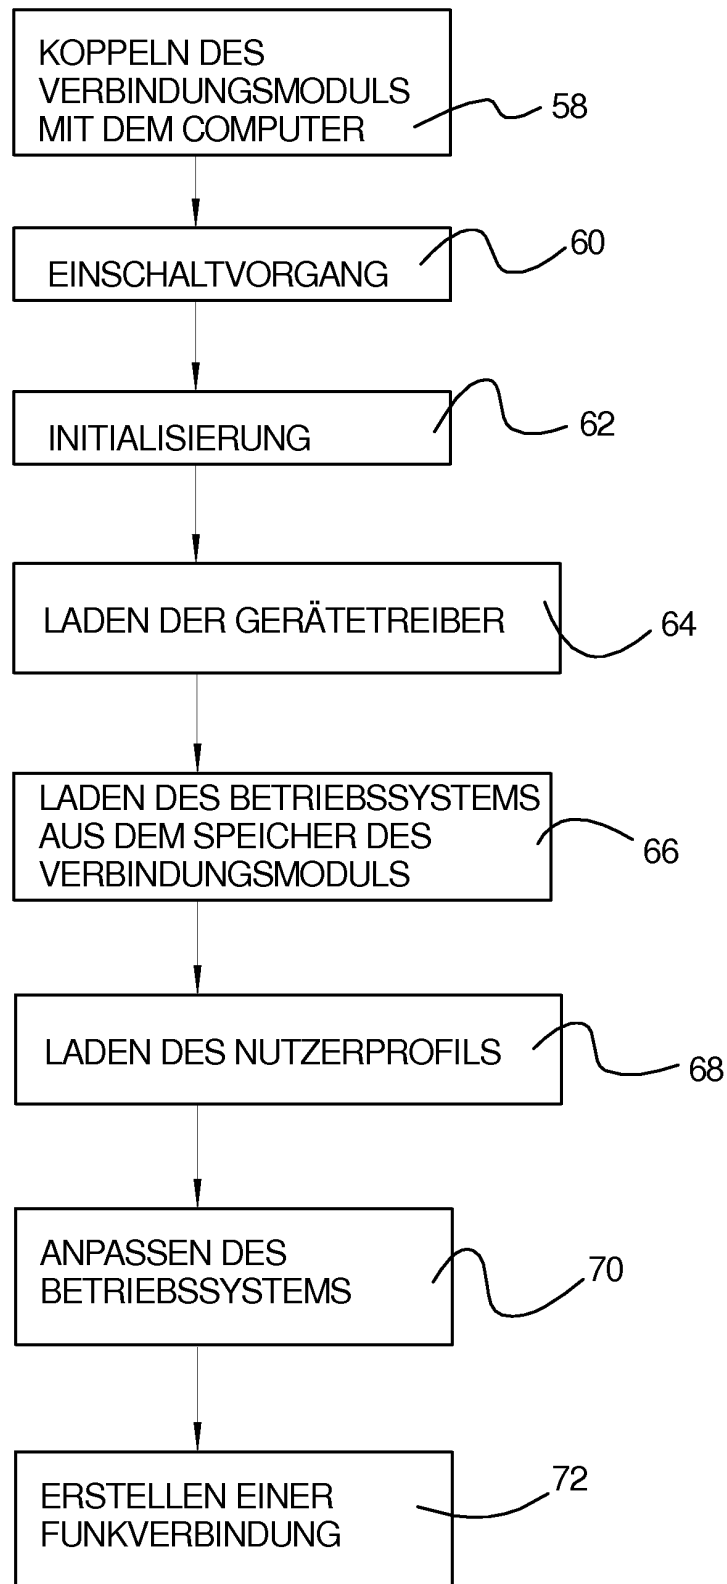 KOPPELN DES
VERBINDUNGSMODULS
MIT DEM COMPUTER
58
EINSCHALTVORGANG
60
INITIALISIERUNG
62
LADEN DER GERÄTETREIBER
64
LADEN DES BETRIEBSSYSTEMS
AUS DEM SPEICHER DES
VERBINDUNGSMODULS
66
LADEN DES NUTZERPROFILS
68
ANPASSEN DES
BETRIEBSSYSTEMS
70
ERSTELLEN EINER
FUNKVERBINDUNG
72